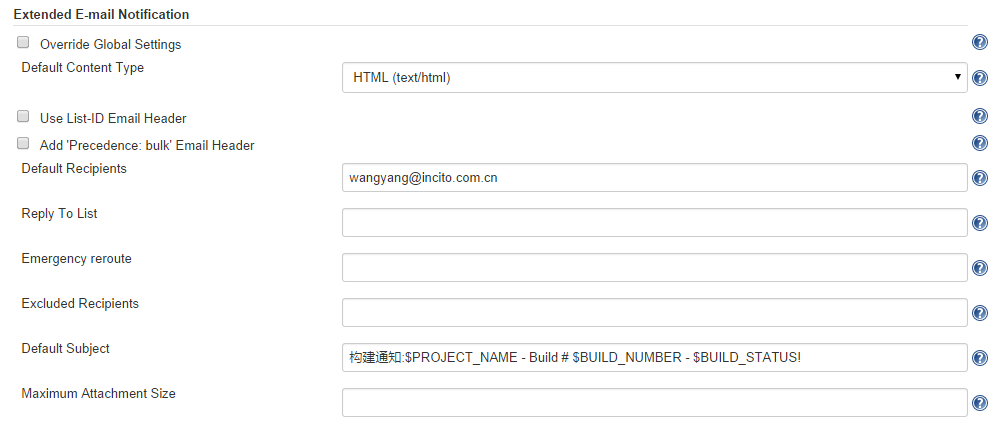 Extended E-mail Notification
Override Global Settings
Default Content Type
HTML (text/html)
Use List-ID Email Header
Add 'Precedence: bulk' Email Header
Default Recipients
wangyang@incito.com.cn
Reply To List
Emergency reroute
Excluded Recipients
Default Subject
构建通知:$PROJECT_NAME - Build # $BUILD_NUMBER - $BUILD_STATUS!
Maximum Attachment Size